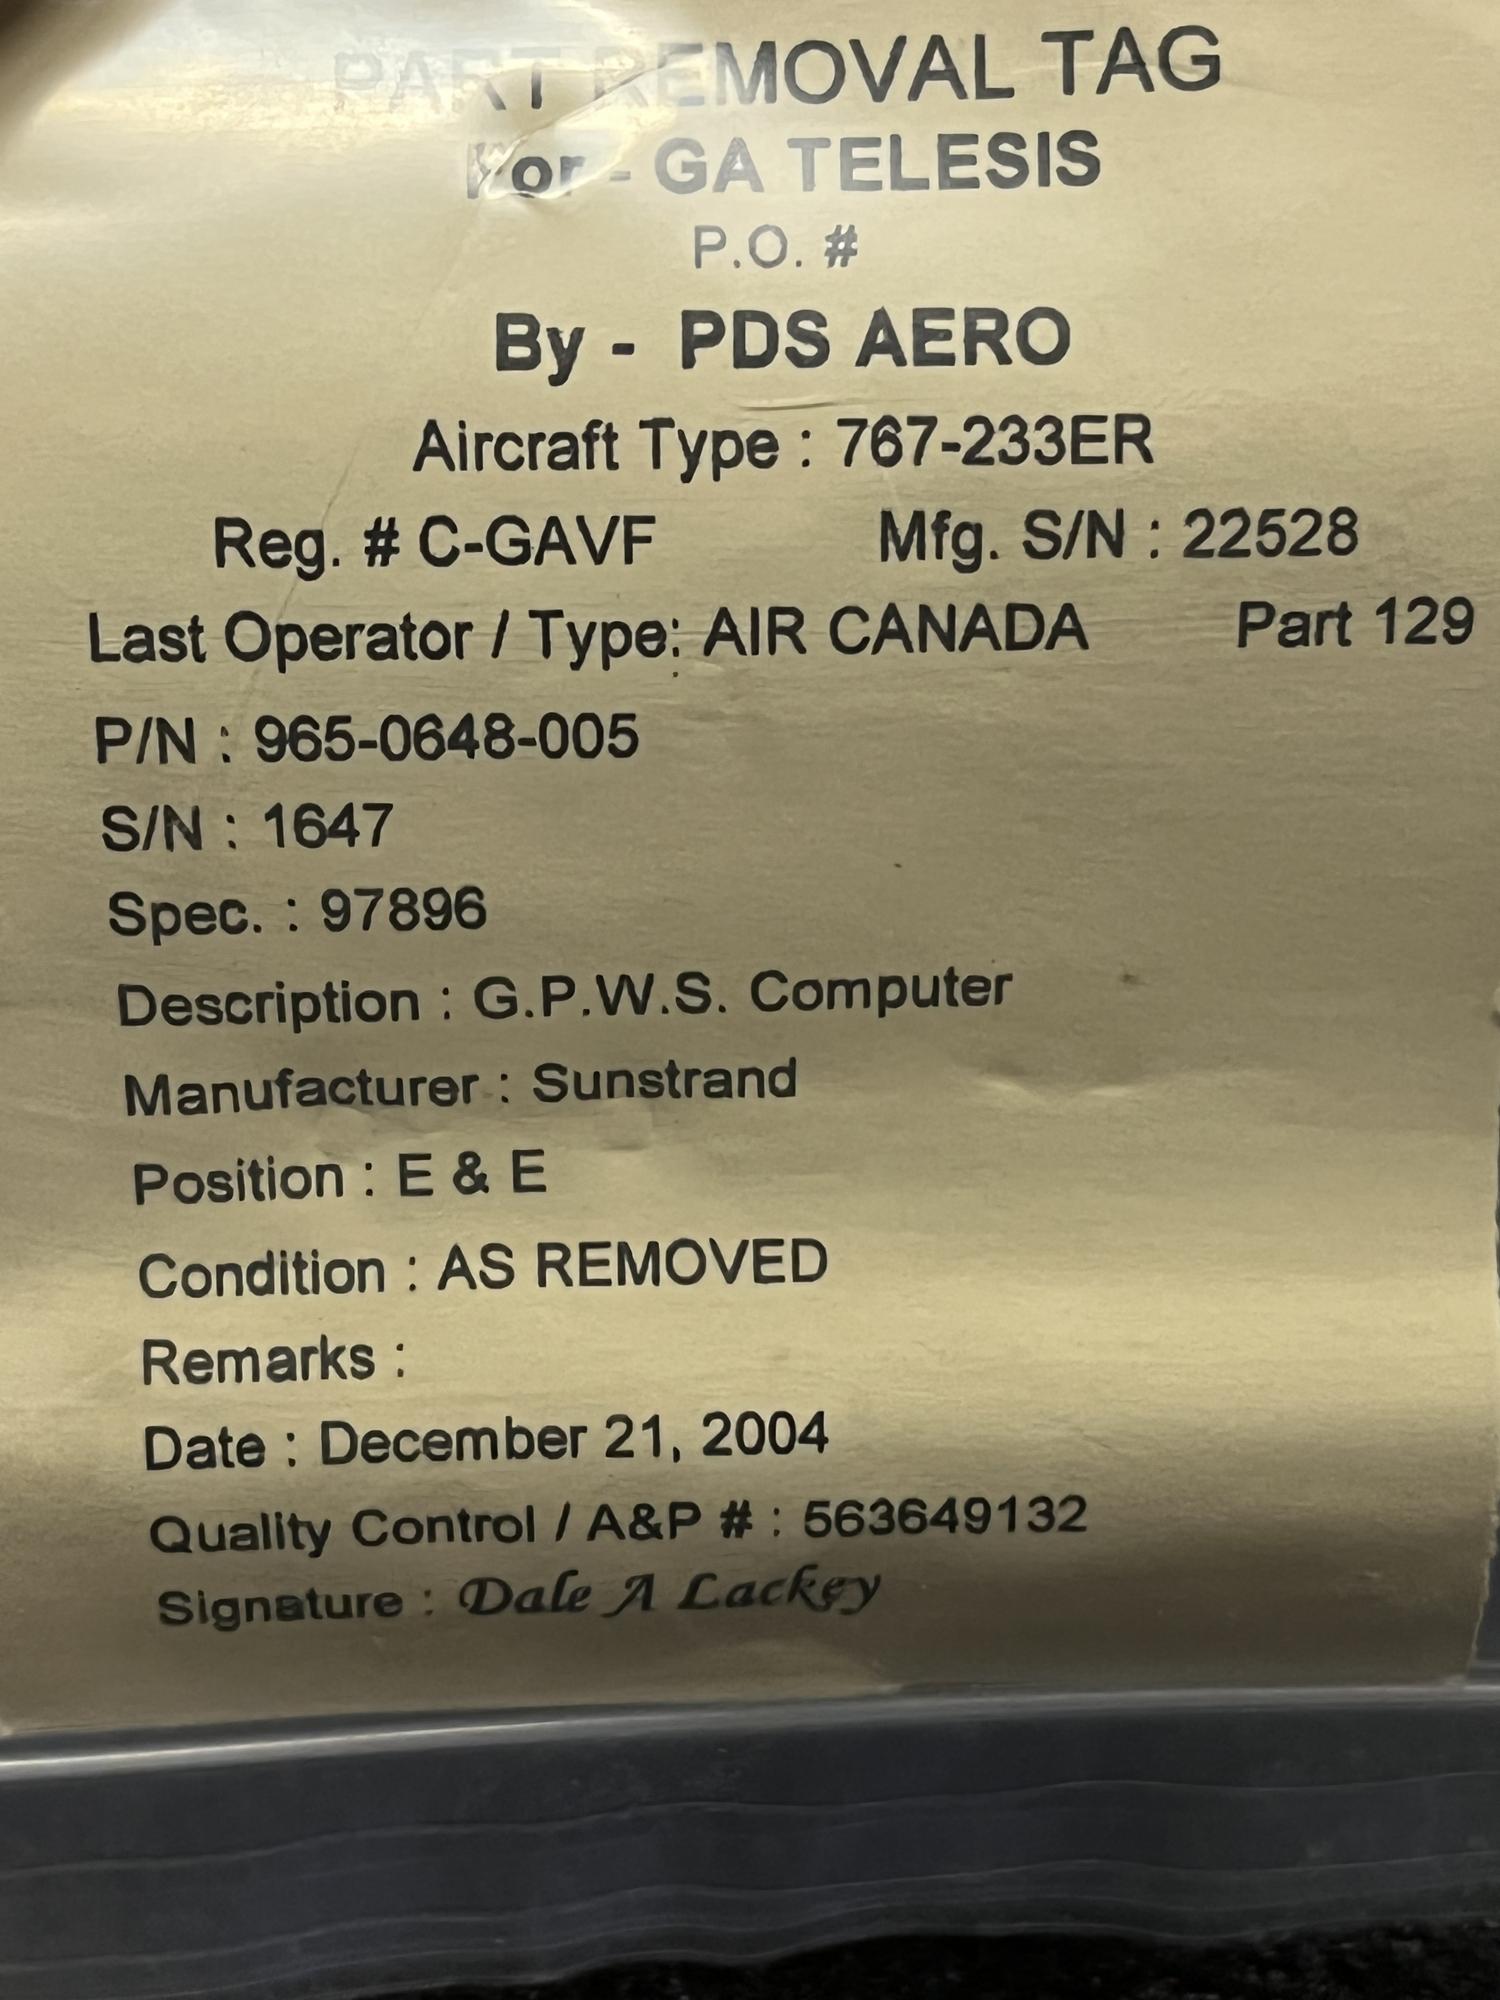 PART REMOVAL TAG
For - GA TELESIS
P.O. #
By - PDS AERO
Aircraft Type : 767-233ER
Reg. # C-GAVF Mfg. S/N : 22528
Last Operator / Type: AIR CANADA Part 129
P/N : 965-0648-005
S/N : 1647
Spec. : 97896
Description : G.P.W.S. Computer
Manufacturer : Sunstrand
Position : E & E
Condition : AS REMOVED
Remarks :
Date : December 21, 2004
Quality Control / A&P # : 563649132
Signature : Dale A Lackey